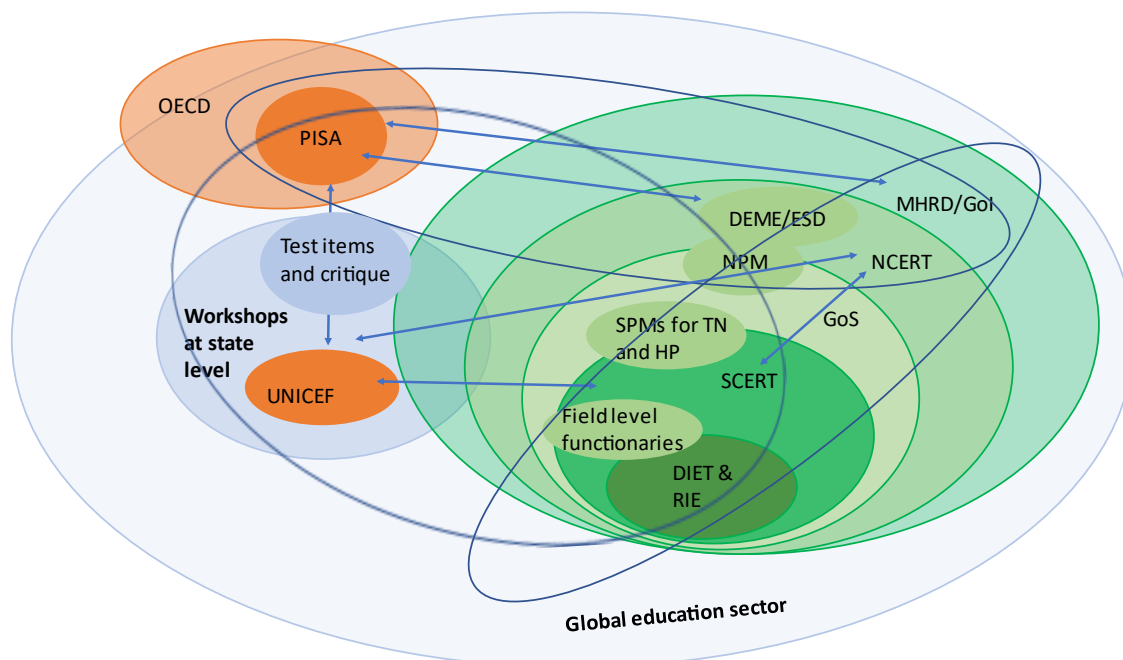 OECD
PISA
MHRD/GoI
DEME/ESD
Test items
and critique
NPM
NCERT
Workshops
at state
level
SPMs for TN
and HP
GoS
SCERT
UNICEF
Field level
functionaries
DIET &
RIE
Global education sector